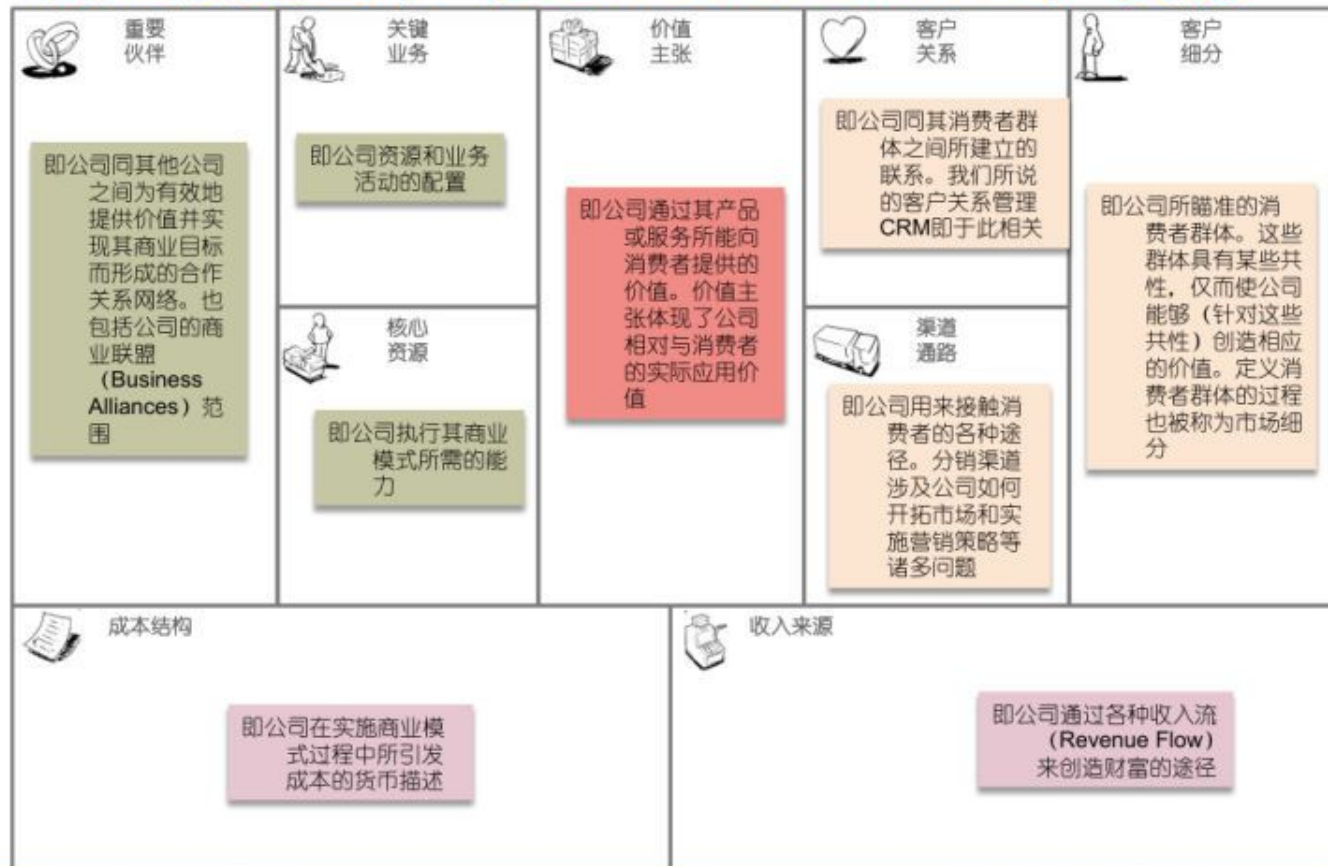 重要
伙伴
即公司同其他公司
之间为有效地
提供价值并实
现其商业目标
而形成的合作
关系网络。也
包括公司的商
业联盟
（Business
Alliances）范
围
关键
业务
即公司资源和业务
活动的配置
核心
资源
即公司执行其商业
模式所需的能
力
价值
主张
即公司通过其产品
或服务所能向
消费者提供的
价值。价值主
张体现了公司
相对与消费者
的实际应用价
值
客户
关系
即公司同其消费者群
体之间所建立的
联系。我们所说
的客户关系管理
CRM即于此相关
渠道
通路
即公司用来接触消
费者的各种途
径。分销渠道
涉及公司如何
开拓市场和实
施营销策略等
诸多问题
客户
细分
即公司所瞄准的消
费者群体。这些
群体具有某些共
性，仅而使公司
能够（针对这些
共性）创造相应
的价值。定义消
费者群体的过程
也被称为市场细
分
成本结构
即公司在实施商业模
式过程中所引发
成本的货币描述
收入来源
即公司通过各种收入流
（Revenue Flow）
来创造财富的途径